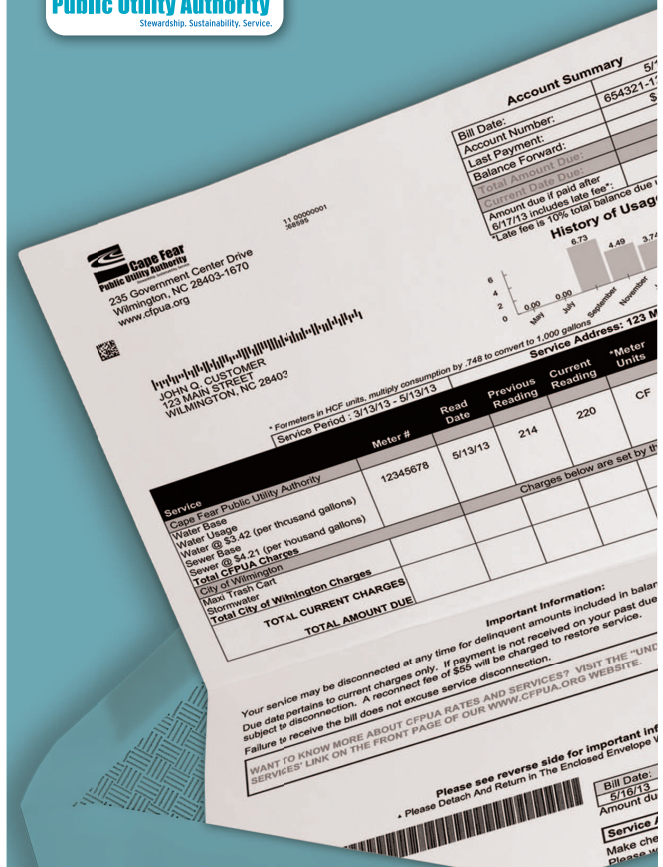 Public Utility Authority
Stewardship. Sustainability. Service.
Account Summary
Bill Date:
Account Number: 654321-1
Last Payment: $
Balance Forward:
Total Amount Due:
Current Date Due:
Amount due if paid after
6/17/13 includes late fee*:
*Late fee is 10% total balance due
History of Usag
6.73
4.49
3.74
6
4
2
0
0.00
0.00
May
July
September
November
11 00000001
:68595
Cape Fear
Public Utility Authority
Stewardship. Sustainability. Service.
235 Government Center Drive
Wilmington, NC 28403-1670
www.cfpua.org
JOHN Q. CUSTOMER
123 MAIN STREET
WILMINGTON, NC 28403
* Formeters in HCF units, multiply consumption by .748 to convert to 1,000 gallons
Service Period : 3/13/13 - 5/13/13
Service Address: 123 M
Service
Meter #
Read Date
Previous Reading
Current Reading
*Meter Units
Cape Fear Public Utility Authority
12345678
5/13/13
214
220
CF
Water Base
Water Usage
Water @ $3.42 (per thcusand gallons)
Sewer Base
Sewer @ $4.21 (per housand gallons)
Total CFPUA Charges
Charges below are set by th
City of Wilmington
Maxi Trash Cart
Stormwater
Total City of Wilmington Charges
TOTAL CURRENT CHARGES
TOTAL AMOUNT DUE
Important Information:
Your service may be disconnected at any time for delinquent amounts included in balan
Due date pertains to current charges only. If payment is not received on your past due
subject to disconnection. A reconnect fee of $55 will be charged to restore service.
Failure to receive the bill does not excuse service disconnection.
WANT TO KNOW MORE ABOUT CFPUA RATES AND SERVICES? VISIT THE "UND
SERVICES' LINK ON THE FRONT PAGE OF OUR WWW.CFPUA.ORG WEBSITE.
Please see reverse side for important inf
Please Detach And Return in The Enclosed Envelope W
Bill Date:
5/16/13
Amount du
Service A
Make che
Please w